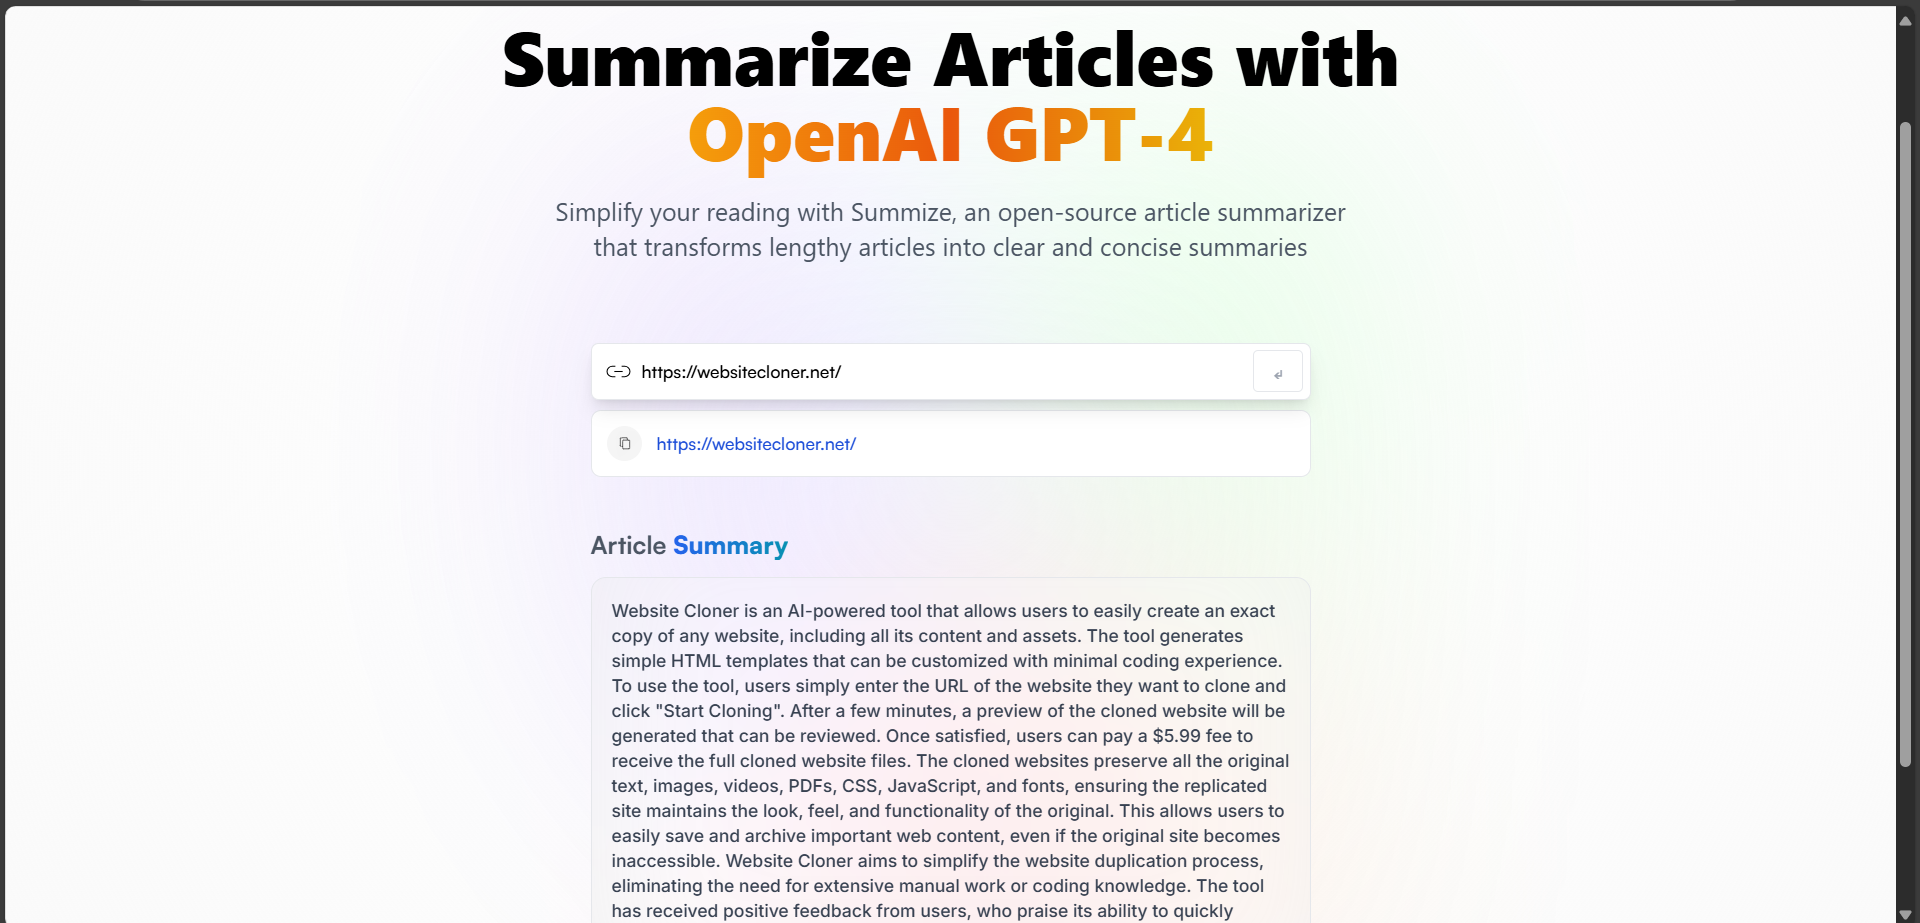 Summarize Articles with
OpenAI GPT-4
Simplify your reading with Summize, an open-source article summarizer
that transforms lengthy articles into clear and concise summaries
https://websitecloner.net/
https://websitecloner.net/
Article Summary
Website Cloner is an AI-powered tool that allows users to easily create an exact
copy of any website, including all its content and assets. The tool generates
simple HTML templates that can be customized with minimal coding experience.
To use the tool, users simply enter the URL of the website they want to clone and
click "Start Cloning". After a few minutes, a preview of the cloned website will be
generated that can be reviewed. Once satisfied, users can pay a $5.99 fee to
receive the full cloned website files. The cloned websites preserve all the original
text, images, videos, PDFs, CSS, JavaScript, and fonts, ensuring the replicated
site maintains the look, feel, and functionality of the original. This allows users to
easily save and archive important web content, even if the original site becomes
inaccessible. Website Cloner aims to simplify the website duplication process,
eliminating the need for extensive manual work or coding knowledge. The tool
has received positive feedback from users, who praise its ability to quickly